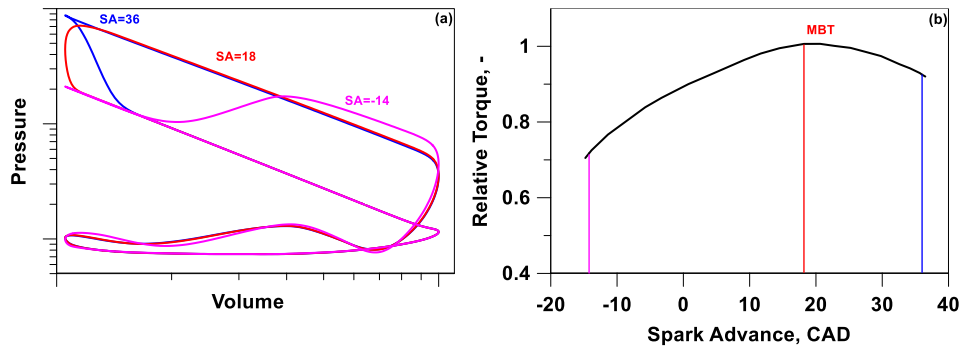 (a)
SA=36
SA=18
SA=-14
Pressure
Volume
(b)
MBT
1
0.8
0.6
0.4
Relative Torque, -
-20 -10 0 10 20 30 40
Spark Advance, CAD